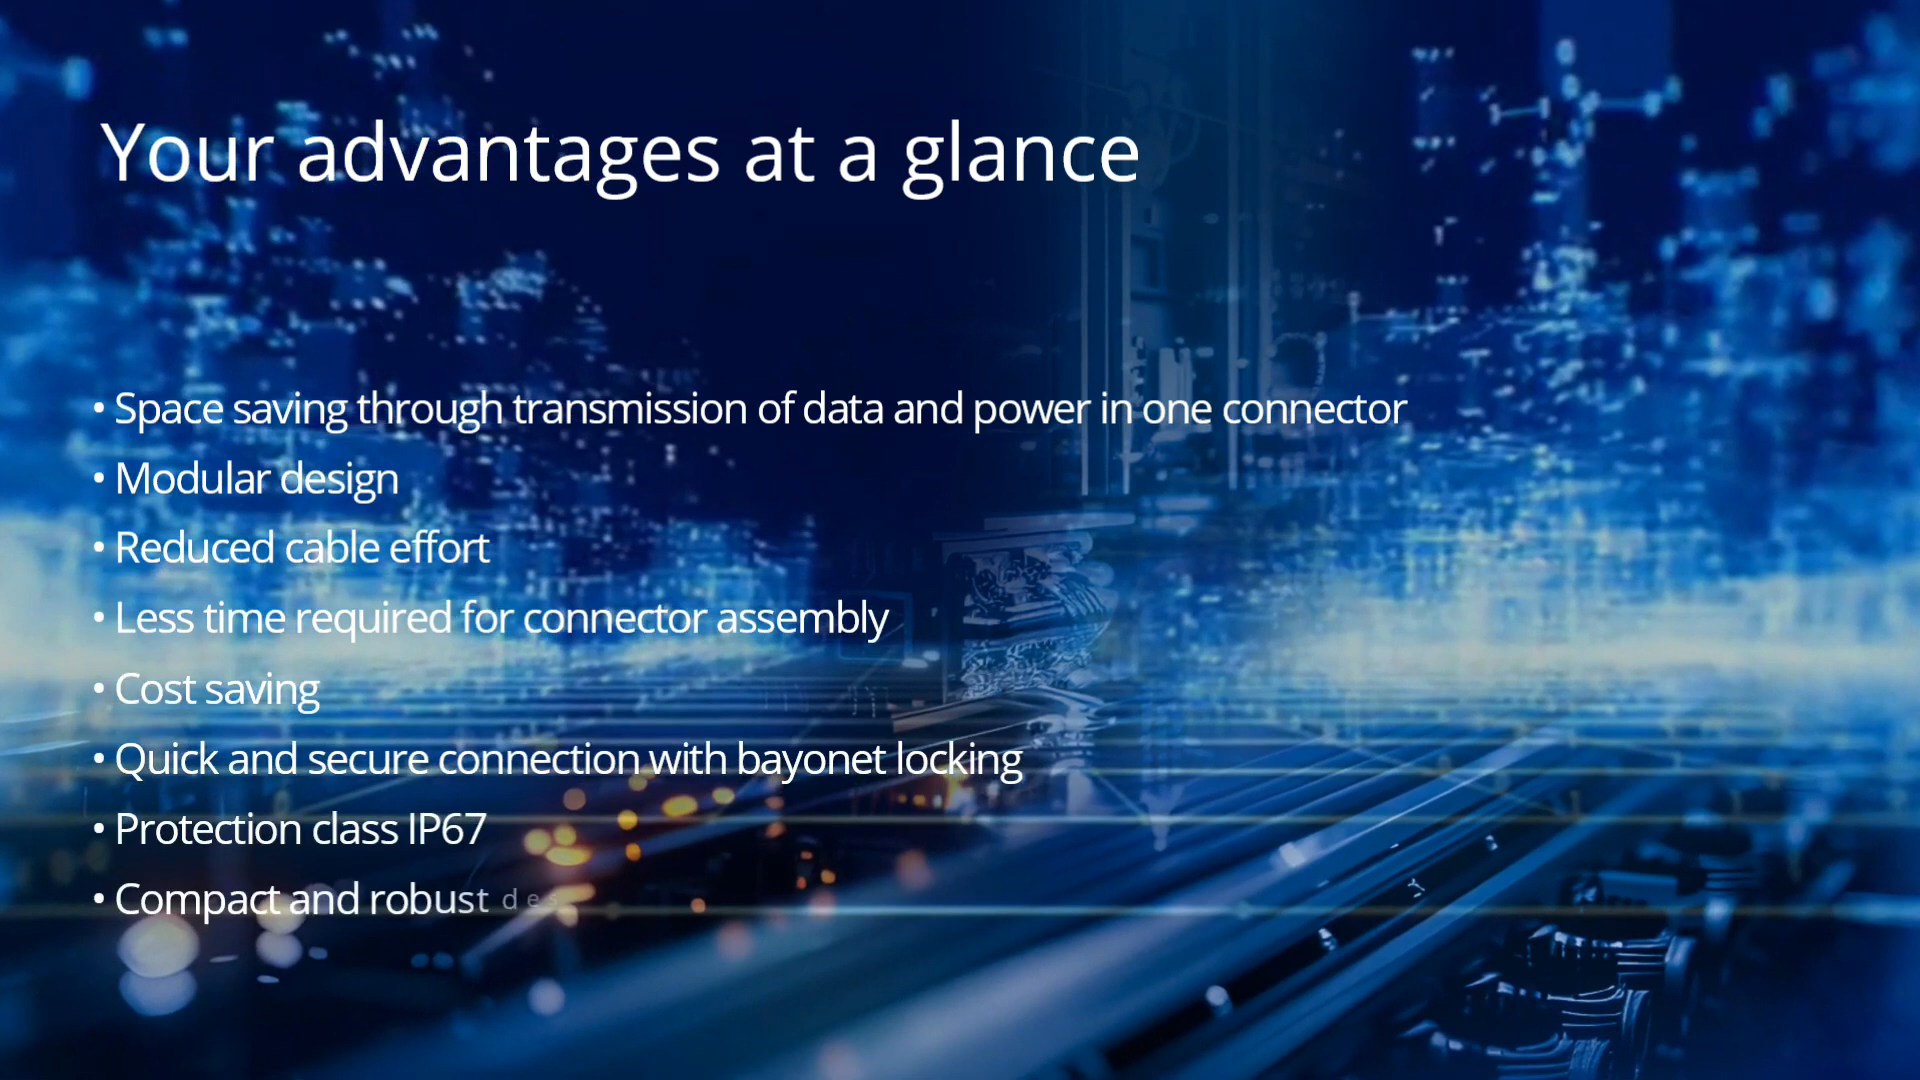 Your advantages at a glance
• Space saving through transmission of data and power in one connector
• Modular design
• Reduced cable effort
• Less time required for connector assembly
• Cost saving
• Quick and secure connection with bayonet locking
• Protection class IP67
• Compact and robust des